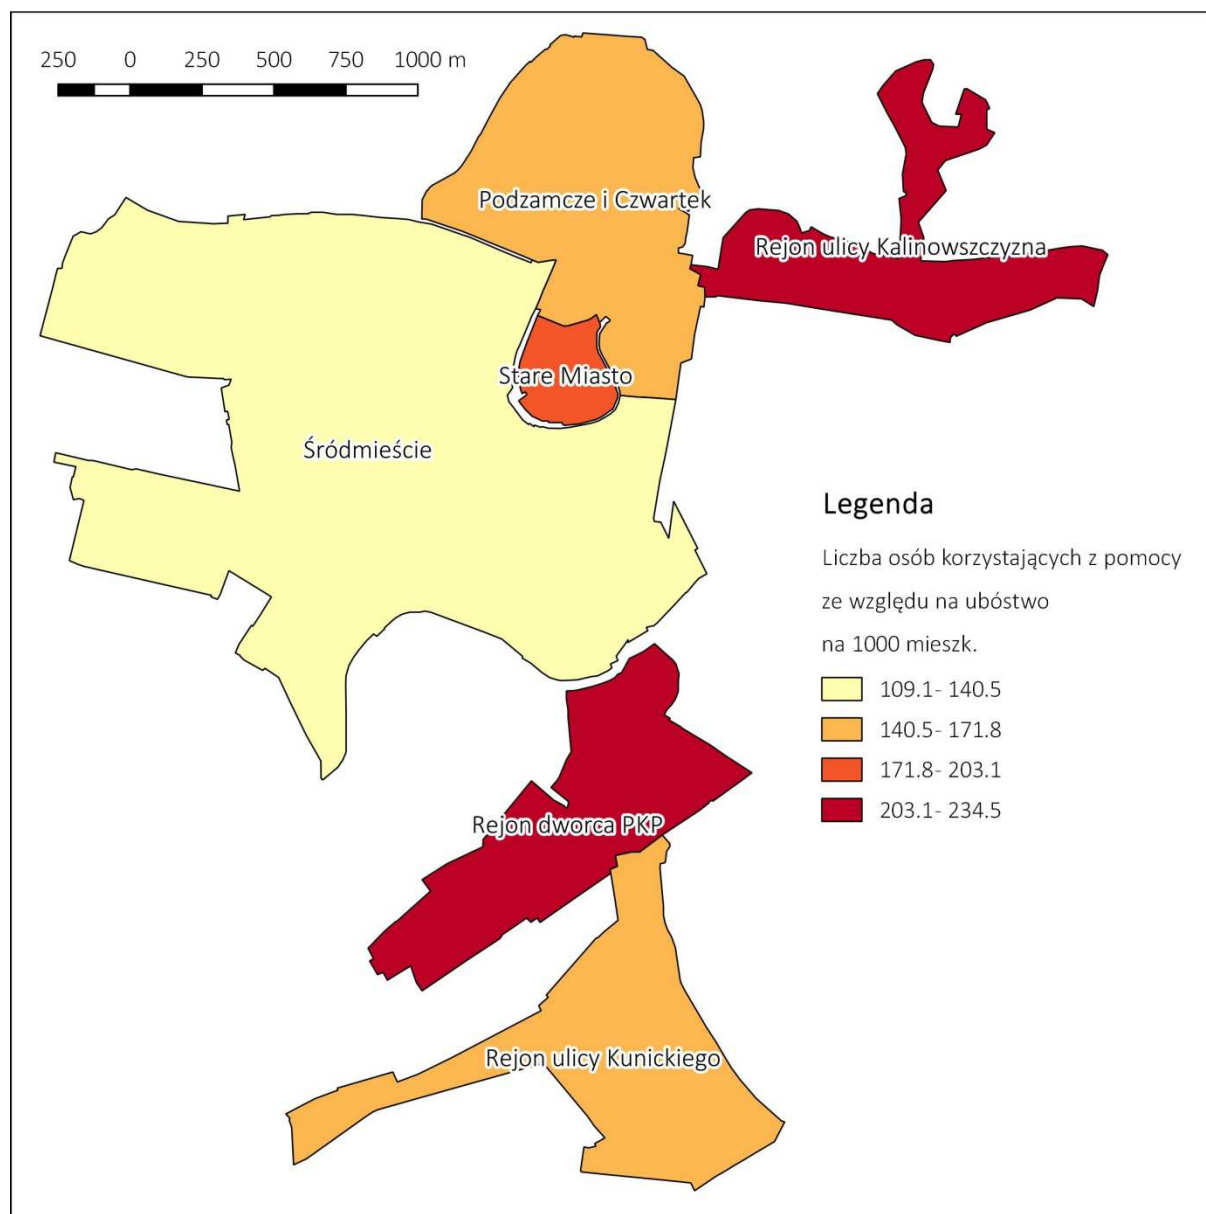 250 0 250 500 750 1000 m
Podzamcze i Czwartek
Rejon ulicy Kalinowszczyzna
Stare Miasto
Śródmieście
Legenda
Liczba osób korzystających z pomocy
ze względu na ubóstwo
na 1000 mieszk.
109.1- 140.5
140.5- 171.8
171.8- 203.1
203.1- 234.5
Rejon dworca PKP
Rejon ulicy Kunickiego